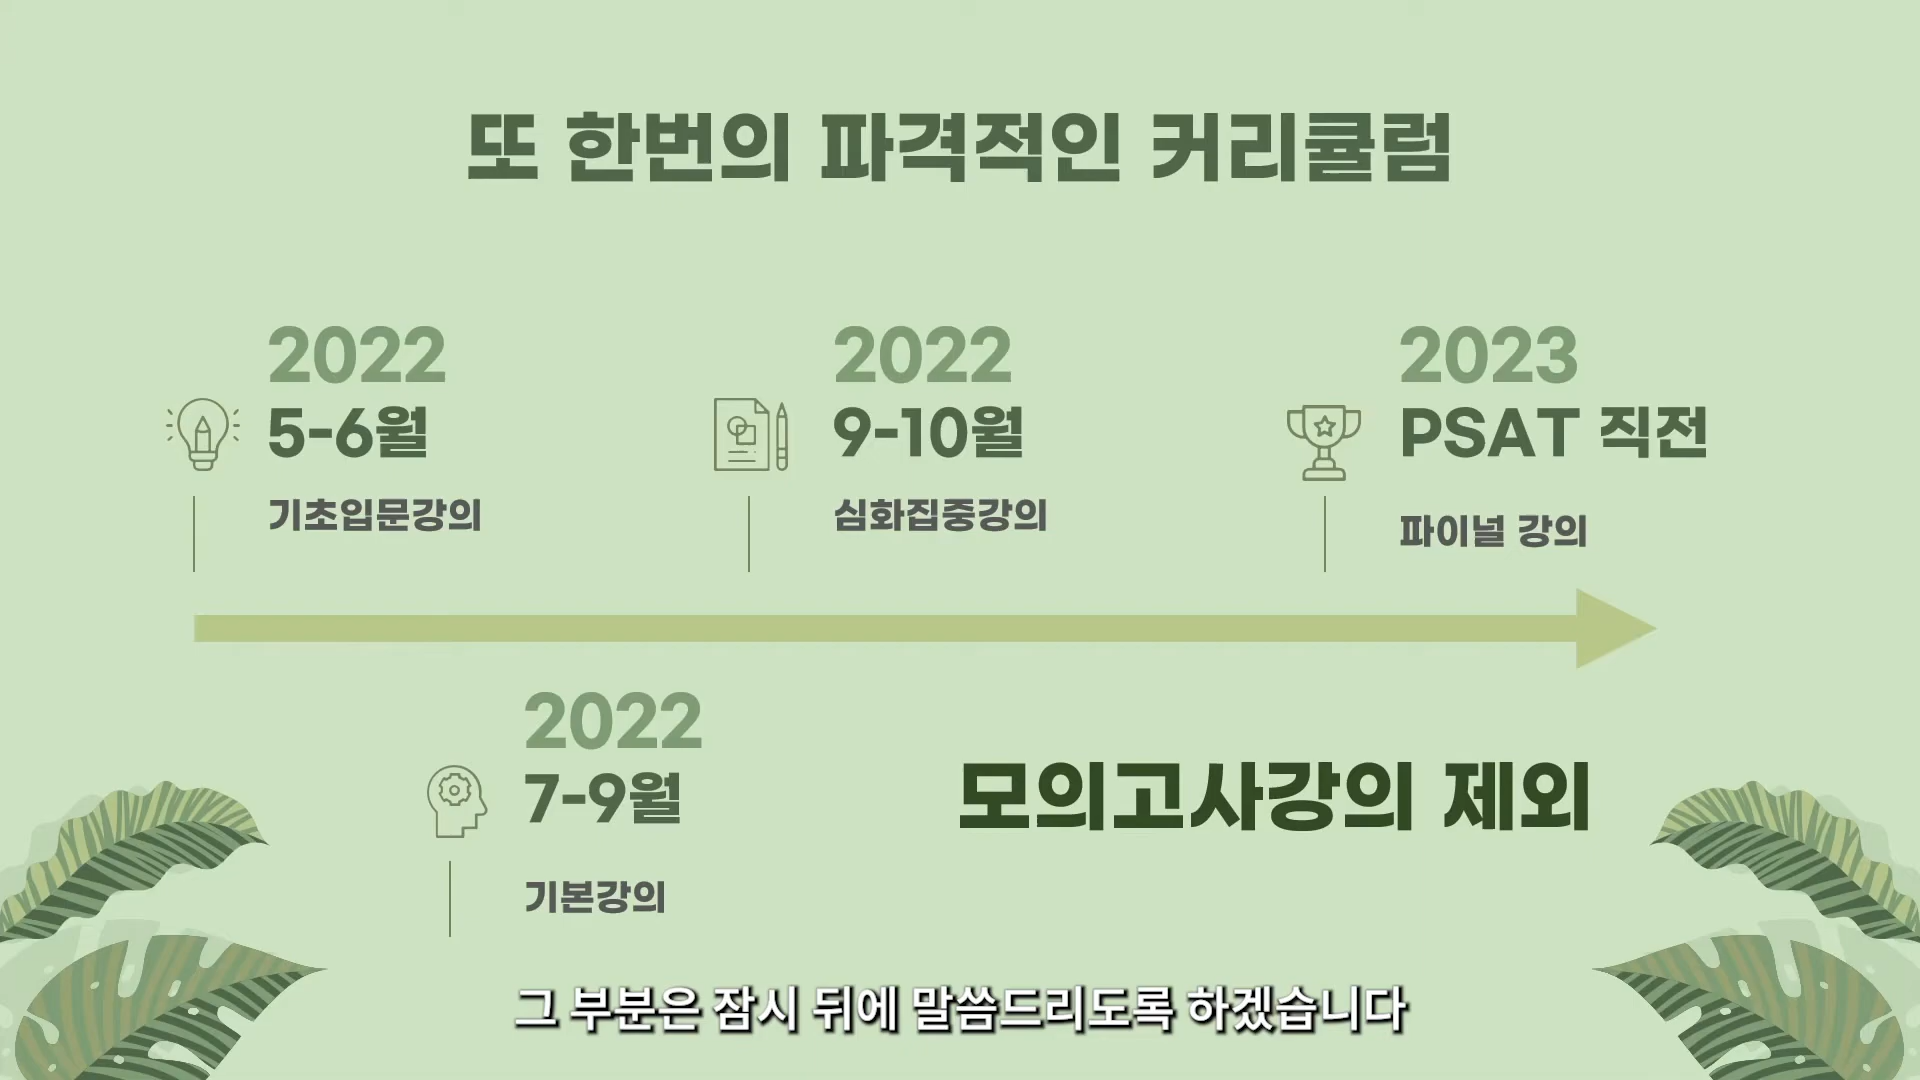 또 한번의 파격적인 커리큘럼
2022
5-6월
기초입문강의
2022
9-10월
심화집중강의
2023
PSAT 직전
파이널 강의
2022
7-9월
기본강의
모의고사강의 제외
그 부분은 잠시 뒤에 말씀드리도록 하겠습니다